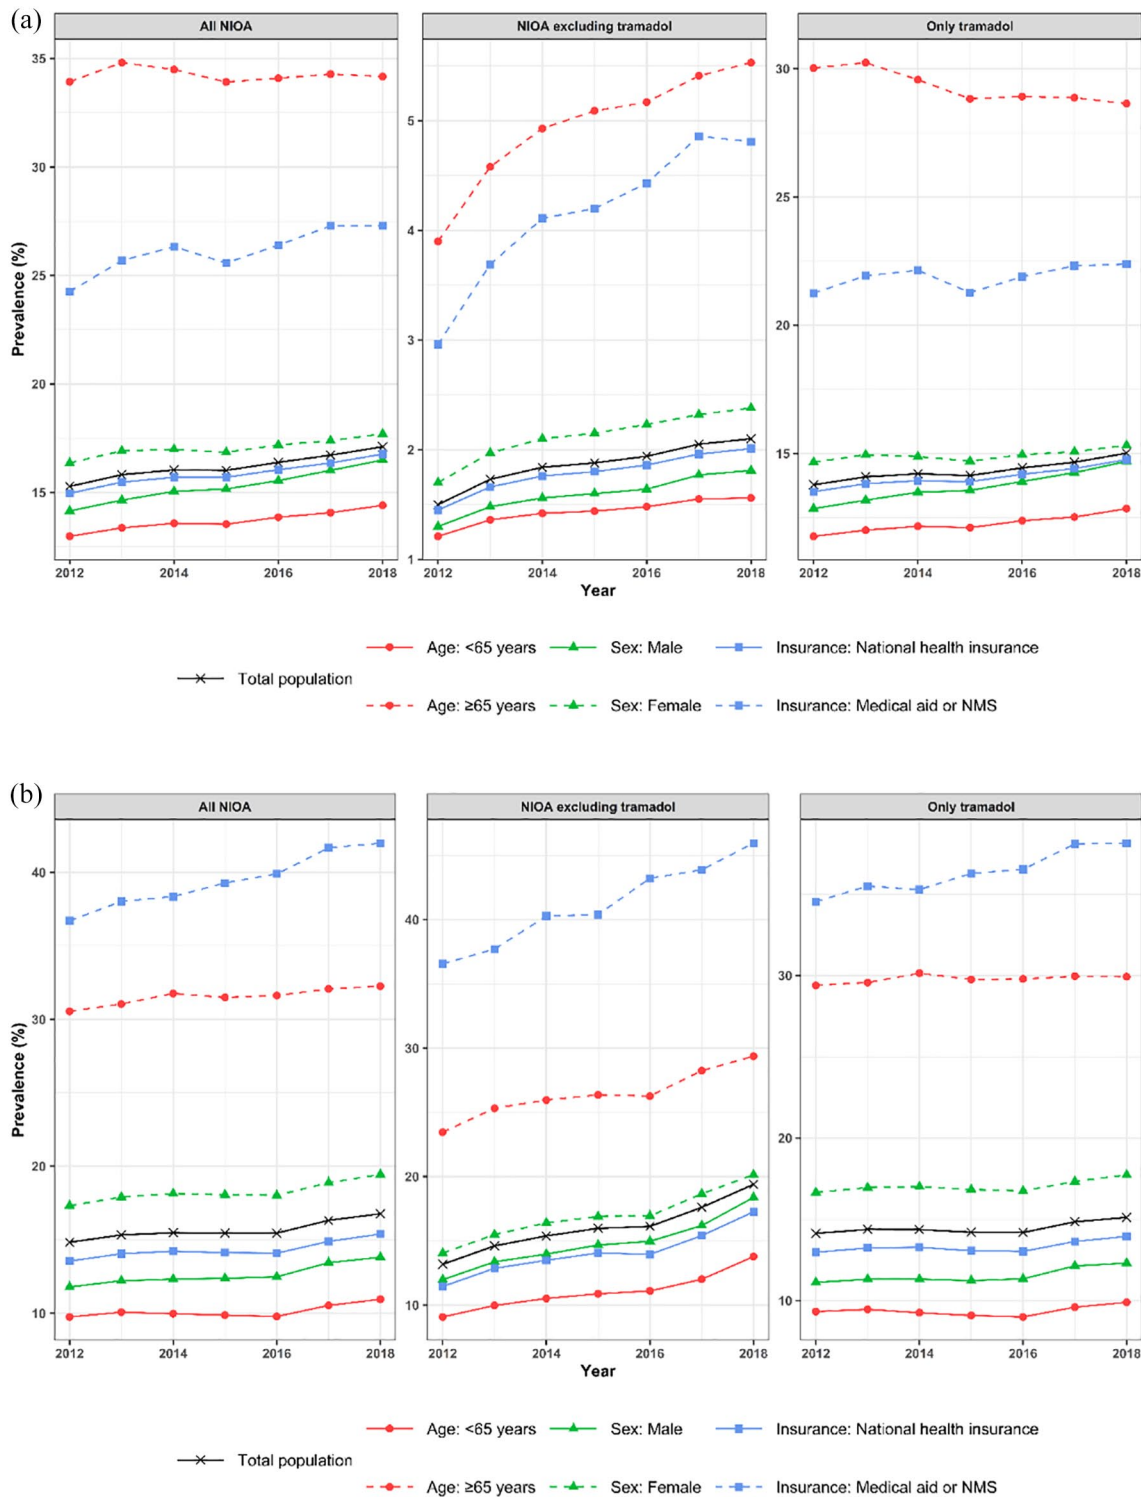 (a)
All NIOA
NIOA excluding tramadol
Only tramadol
Prevalence (%)
35
30
25
20
15
5
4
3
2
1
30
25
20
15
2012 2014 2016 2018
2012 2014 2016 2018
2012 2014 2016 2018
Year
Age: <65 years
Sex: Male
Insurance: National health insurance
Total population
Age: ≥65 years
Sex: Female
Insurance: Medical aid or NMS
(b)
All NIOA
NIOA excluding tramadol
Only tramadol
Prevalence (%)
40
30
20
10
40
30
20
10
30
20
10
2012 2014 2016 2018
2012 2014 2016 2018
2012 2014 2016 2018
Year
Age: <65 years
Sex: Male
Insurance: National health insurance
Total population
Age: ≥65 years
Sex: Female
Insurance: Medical aid or NMS